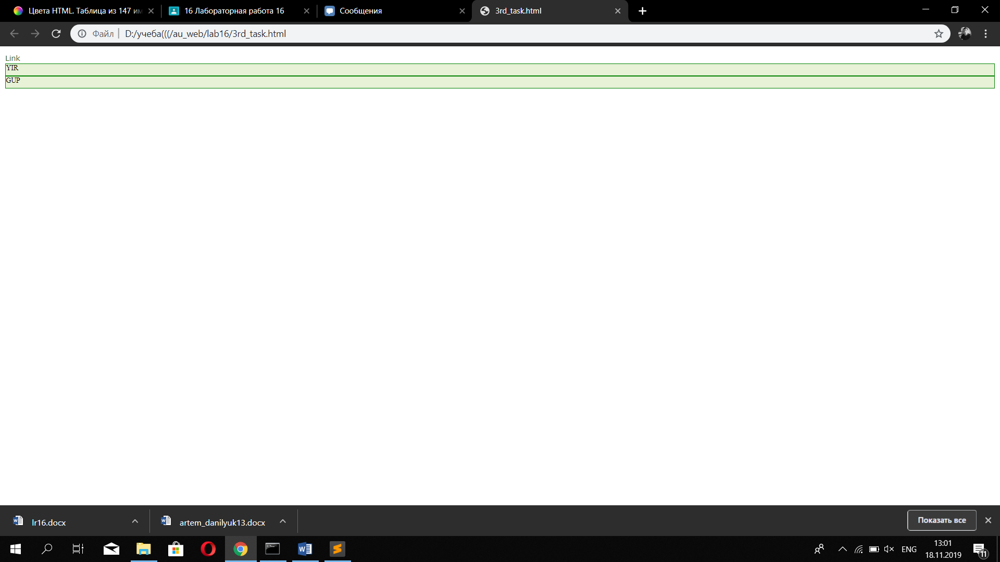 Цвета HTML. Таблица из 147 им
16 Лабораторная работа 16
Сообщения
3rd_task.html
Файл
D:/учеба(((/au_web/lab16/3rd_task.html
Link
YIR
GUP
lr16.docx
artem_danilyuk13.docx
Показать все
ENG
13:01
18.11.2019
11